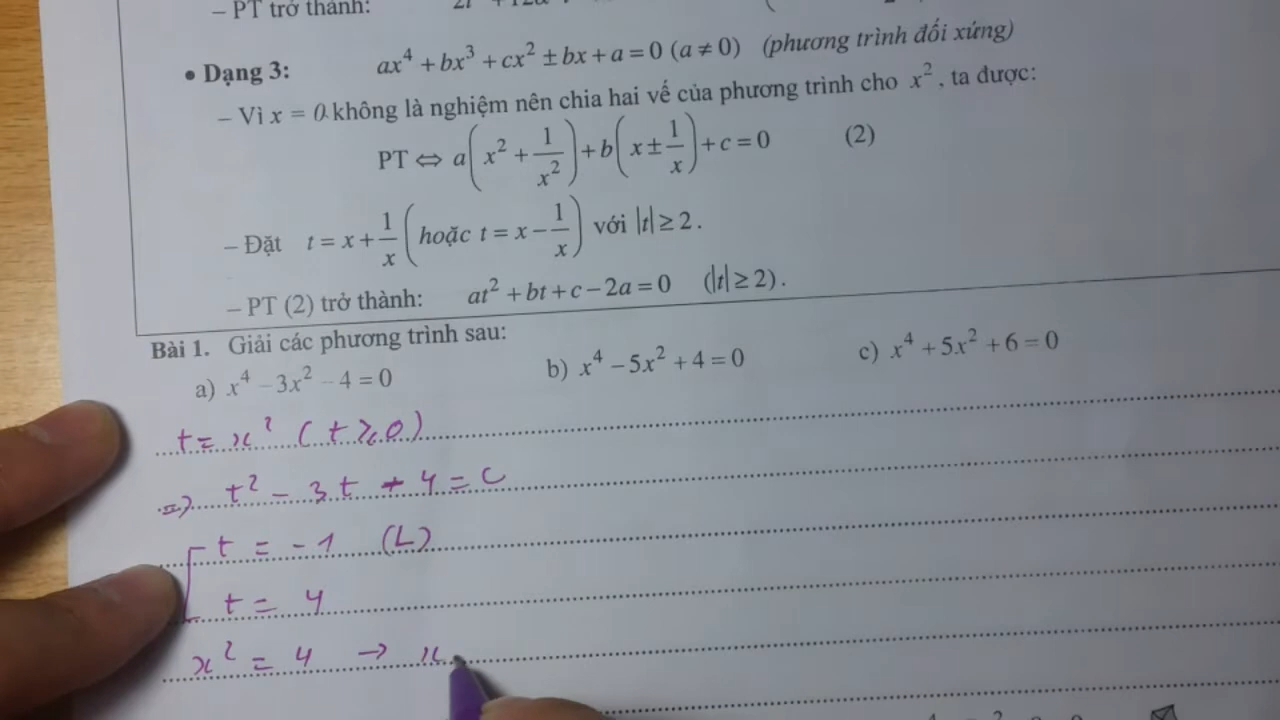 – PT trở thành:
• Dạng 3: ax⁴ + bx³ + cx² ± bx + a = 0 (a ≠ 0) (phương trình đối xứng)
– Vì x = 0 không là nghiệm nên chia hai vế của phương trình cho x², ta được:
PT ⇔ a(x² + 1/x²) + b(x ± 1/x) + c = 0 (2)
– Đặt t = x + 1/x (hoặc t = x − 1/x) với |t| ≥ 2.
– PT (2) trở thành: at² + bt + c − 2a = 0 (|t| ≥ 2).
Bài 1. Giải các phương trình sau:
a) x⁴ − 3x² − 4 = 0 b) x⁴ − 5x² + 4 = 0 c) x⁴ + 5x² + 6 = 0
t = x² (t ≥ 0)
=> t² − 3t − 4 = 0
[ t = −1 (L)
t = 4
x² = 4 → x